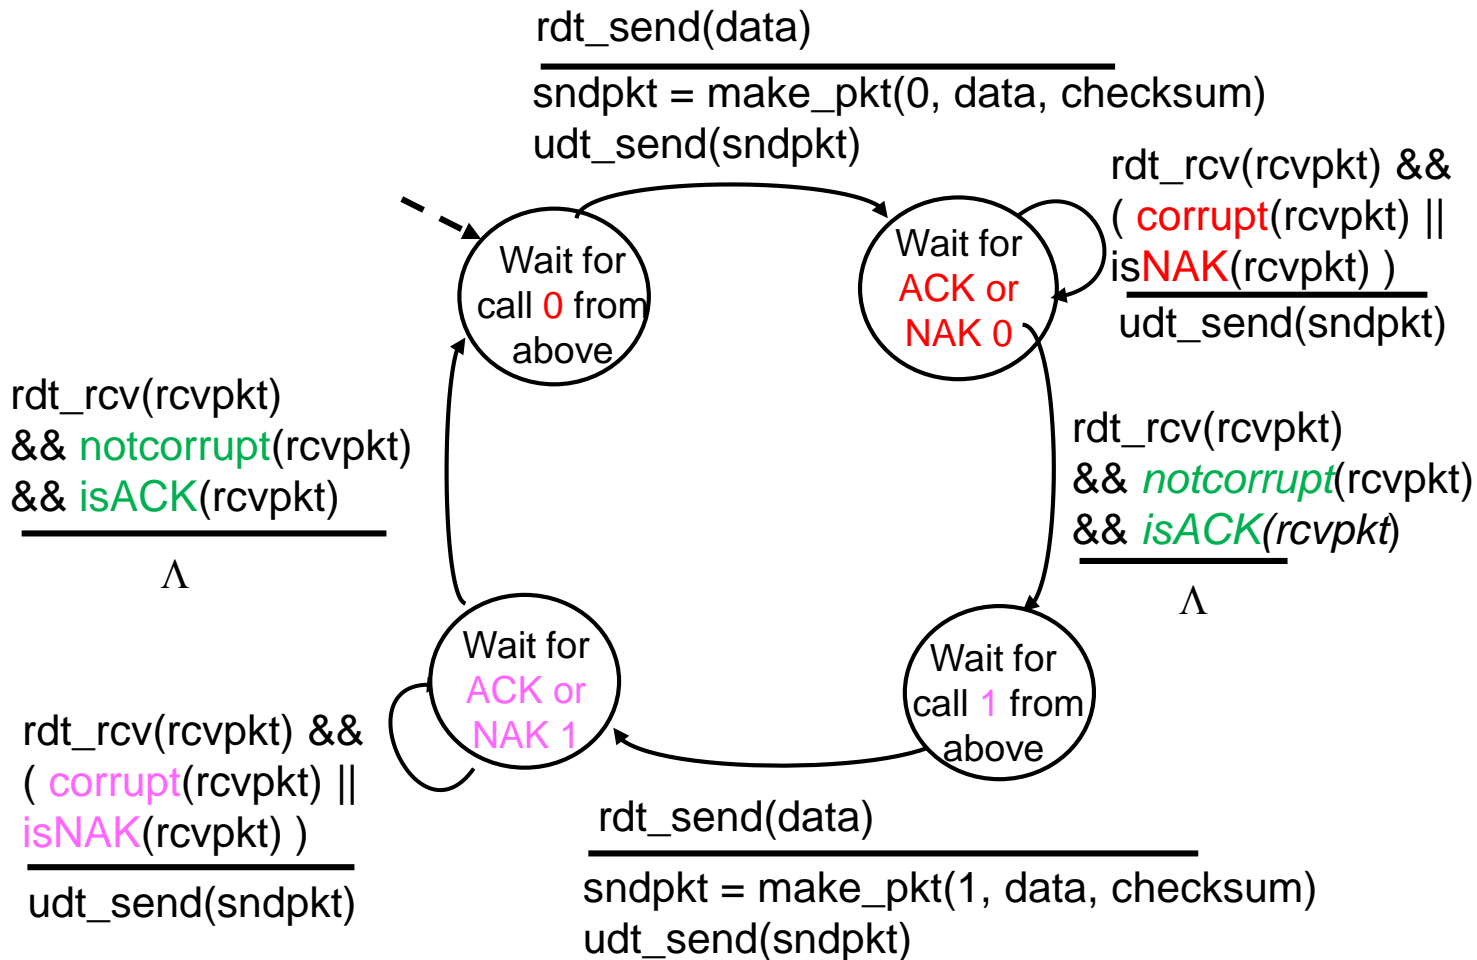 rdt_send(data)
sndpkt = make_pkt(0, data, checksum)
udt_send(sndpkt)
rdt_rcv(rcvpkt) &&
( corrupt(rcvpkt) ||
isNAK(rcvpkt) )
udt_send(sndpkt)
Wait for
call 0 from
above
Wait for
ACK or
NAK 0
rdt_rcv(rcvpkt)
&& notcorrupt(rcvpkt)
&& isACK(rcvpkt)
Λ
rdt_rcv(rcvpkt)
&& notcorrupt(rcvpkt)
&& isACK(rcvpkt)
Λ
Wait for
ACK or
NAK 1
Wait for
call 1 from
above
rdt_rcv(rcvpkt) &&
( corrupt(rcvpkt) ||
isNAK(rcvpkt) )
udt_send(sndpkt)
rdt_send(data)
sndpkt = make_pkt(1, data, checksum)
udt_send(sndpkt)